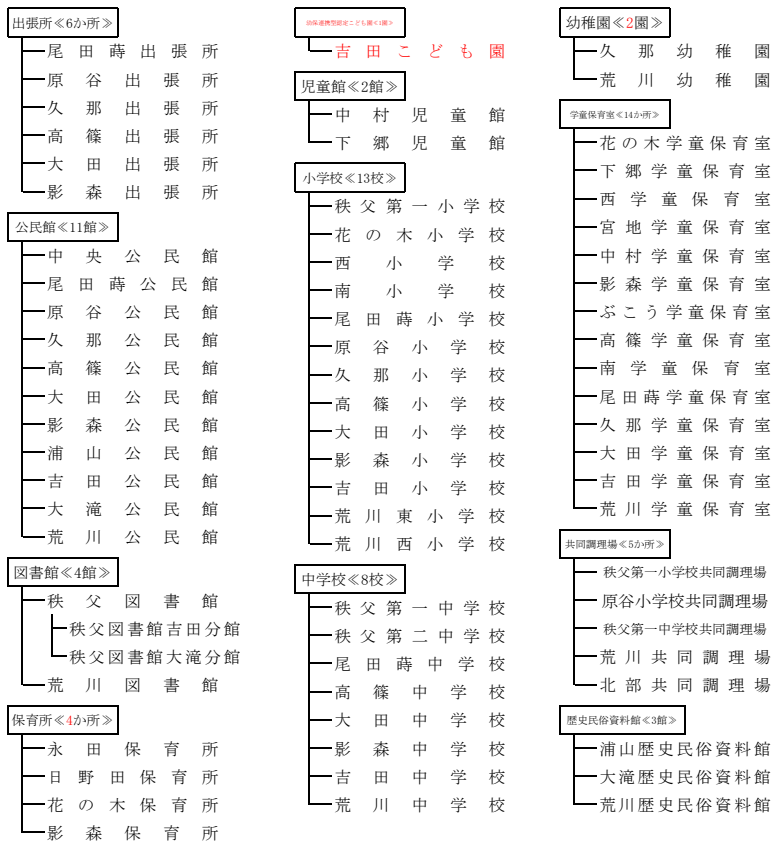 出張所≪6か所≫
尾田蒔出張所
原谷出張所
久那出張所
高篠出張所
大田出張所
影森出張所
公民館≪11館≫
中央公民館
尾田蒔公民館
原谷公民館
久那公民館
高篠公民館
大田公民館
影森公民館
浦山公民館
吉田公民館
大滝公民館
荒川公民館
図書館≪4館≫
秩父図書館
秩父図書館吉田分館
秩父図書館大滝分館
荒川図書館
保育所≪4か所≫
永田保育所
日野田保育所
花の木保育所
影森保育所
幼保連携型認定こども園≪1園≫
吉田こども園
児童館≪2館≫
中村児童館
下郷児童館
小学校≪13校≫
秩父第一小学校
花の木小学校
西小学校
南小学校
尾田蒔小学校
原谷小学校
久那小学校
高篠小学校
大田小学校
影森小学校
吉田小学校
荒川東小学校
荒川西小学校
中学校≪8校≫
秩父第一中学校
秩父第二中学校
尾田蒔中学校
高篠中学校
大田中学校
影森中学校
吉田中学校
荒川中学校
幼稚園≪2園≫
久那幼稚園
荒川幼稚園
学童保育室≪14か所≫
花の木学童保育室
下郷学童保育室
西学童保育室
宮地学童保育室
中村学童保育室
影森学童保育室
ぶこう学童保育室
高篠学童保育室
南学童保育室
尾田蒔学童保育室
久那学童保育室
大田学童保育室
吉田学童保育室
荒川学童保育室
共同調理場≪5か所≫
秩父第一小学校共同調理場
原谷小学校共同調理場
秩父第一中学校共同調理場
荒川共同調理場
北部共同調理場
歴史民俗資料館≪3館≫
浦山歴史民俗資料館
大滝歴史民俗資料館
荒川歴史民俗資料館